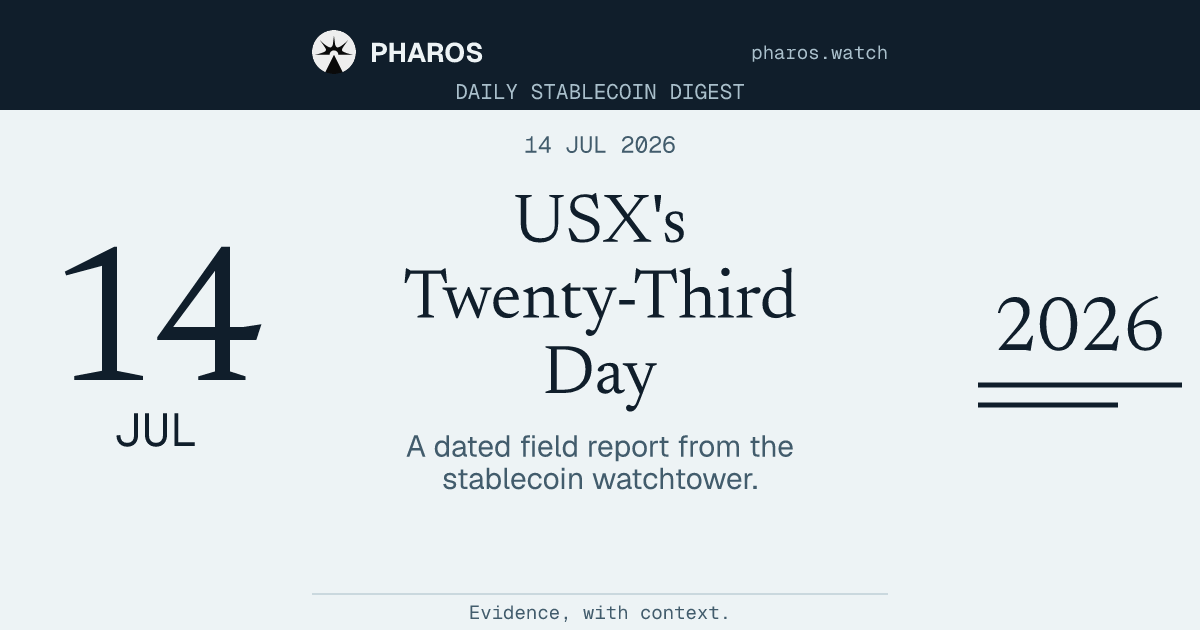 PHAROS
pharos.watch
DAILY STABLECOIN DIGEST
14 JUL 2026
USX's
Twenty-Third
Day
14
JUL
2026
A dated field report from the
stablecoin watchtower.
Evidence, with context.